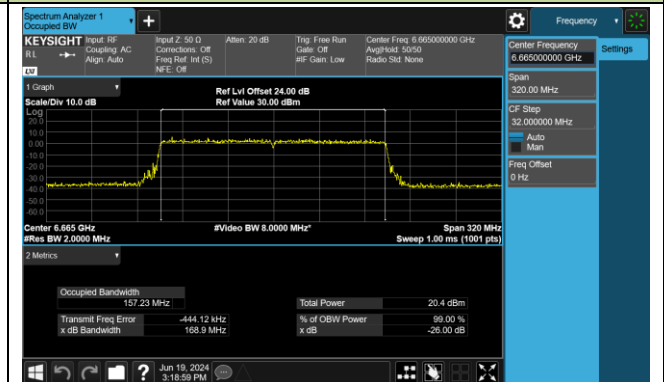 Spectrum Analyzer 1
Occupied BW
+
Frequency
KEYSIGHT
R L
Input: RF
Coupling: AC
Align: Auto
Input Z: 50 Ω
Corrections: Off
Freq Ref: Int (S)
NFE: Off
Atten: 20 dB
Trig: Free Run
Gate: Off
#IF Gain: Low
Center Freq: 6.665000000 GHz
Avg|Hold: 50/50
Radio Std: None
LXI
Center Frequency
6.665000000 GHz
Settings
Span
320.00 MHz
CF Step
32.000000 MHz
Auto
Man
Freq Offset
0 Hz
1 Graph
Scale/Div 10.0 dB
Ref Lvl Offset 24.00 dB
Ref Value 30.00 dBm
Log
20.0
10.0
0.00
-10.0
-20.0
-30.0
-40.0
-50.0
-60.0
Center 6.665 GHz
#Res BW 2.0000 MHz
#Video BW 8.0000 MHz*
Span 320 MHz
Sweep 1.00 ms (1001 pts)
2 Metrics
Occupied Bandwidth
157.23 MHz
Total Power 20.4 dBm
Transmit Freq Error -444.12 kHz
% of OBW Power 99.00 %
x dB Bandwidth 168.9 MHz
x dB -26.00 dB
?
Jun 19, 2024
3:18:59 PM